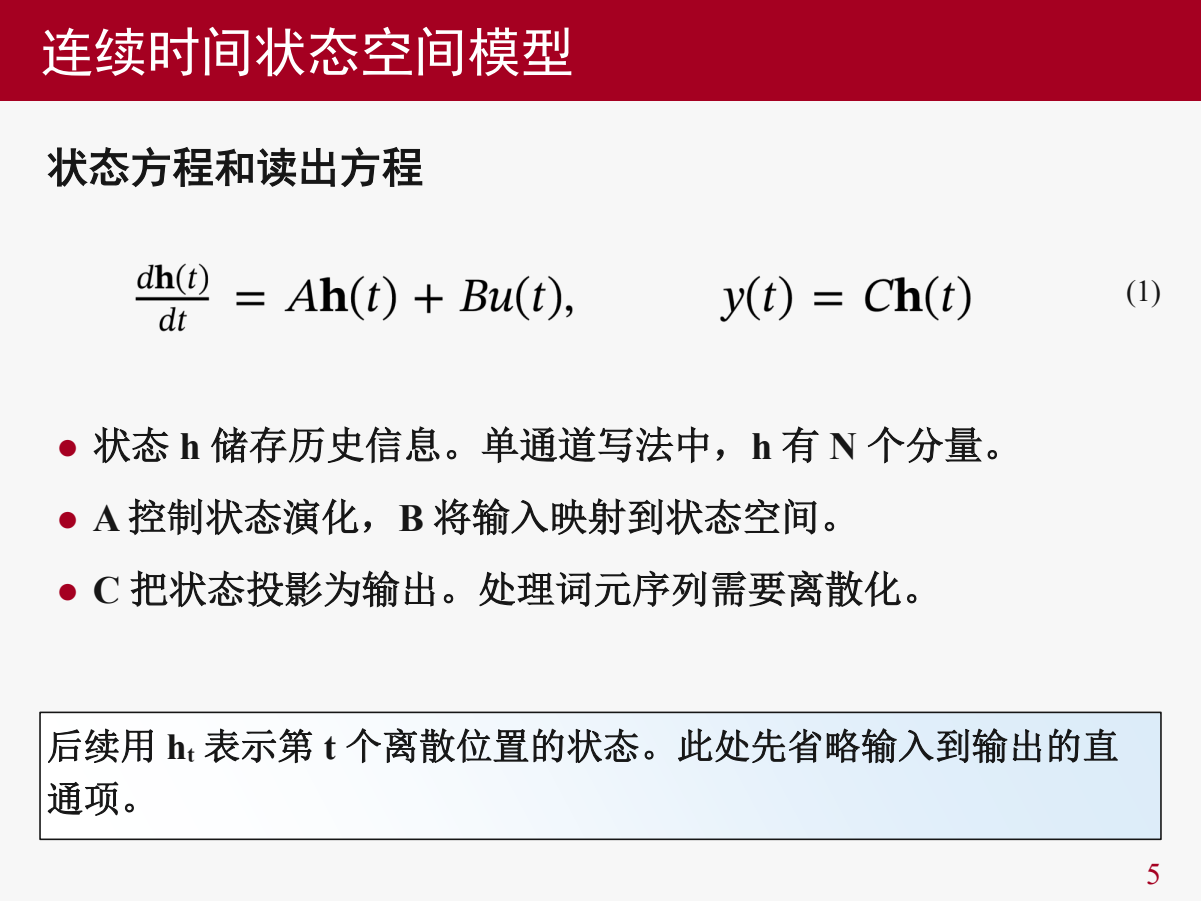 连续时间状态空间模型
状态方程和读出方程
d𝐡(t)/dt = A𝐡(t) + Bu(t), y(t) = C𝐡(t) (1)
● 状态 h 储存历史信息。单通道写法中，h 有 N 个分量。
● A 控制状态演化，B 将输入映射到状态空间。
● C 把状态投影为输出。处理词元序列需要离散化。
后续用 hₜ 表示第 t 个离散位置的状态。此处先省略输入到输出的直
通项。
5